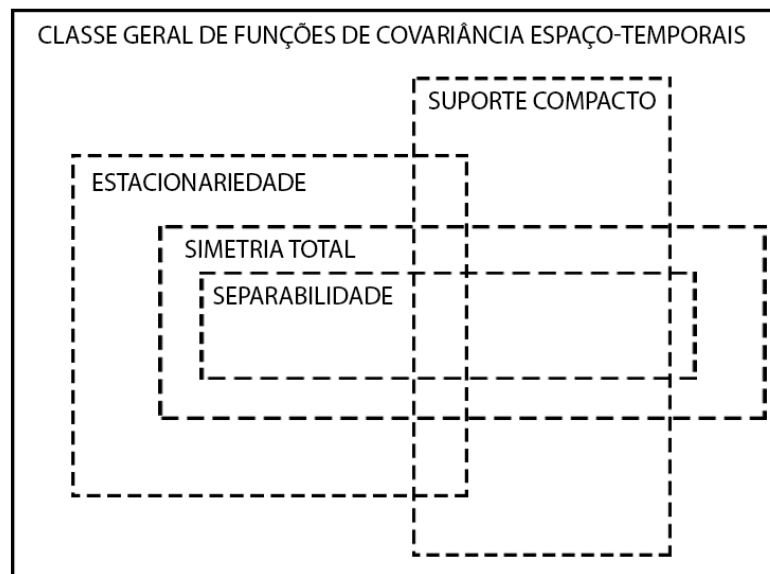 CLASSE GERAL DE FUNÇÕES DE COVARIÂNCIA ESPAÇO-TEMPORAIS
SUPORTE COMPACTO
ESTACIONARIEDADE
SIMETRIA TOTAL
SEPARABILIDADE